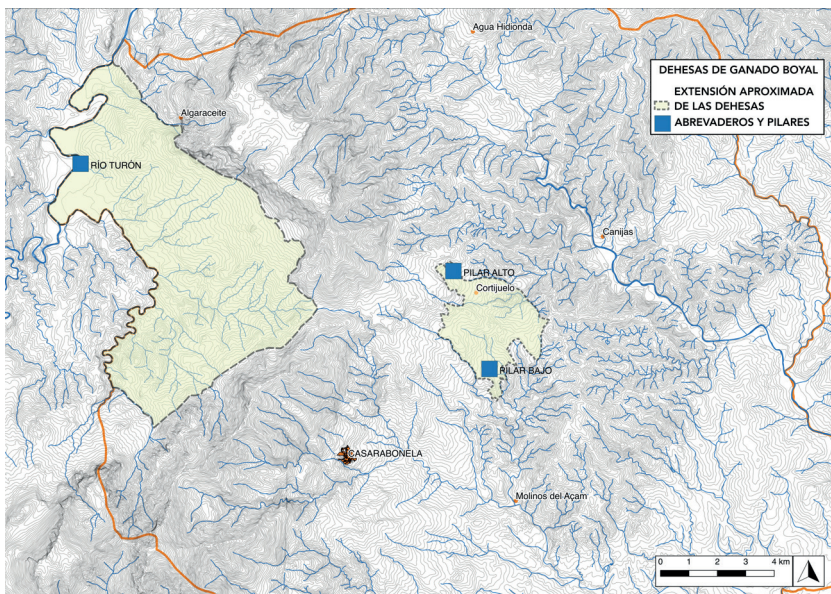 Agua Hidionda
DEHESAS DE GANADO BOYAL
EXTENSIÓN APROXIMADA
DE LAS DEHESAS
ABREVADEROS Y PILARES
Algaraceite
RÍO TURÓN
Canijas
PILAR ALTO
Cortijuelo
PILAR BAJO
CASARABONELA
Molinos del Açam
0 1 2 3 4 km